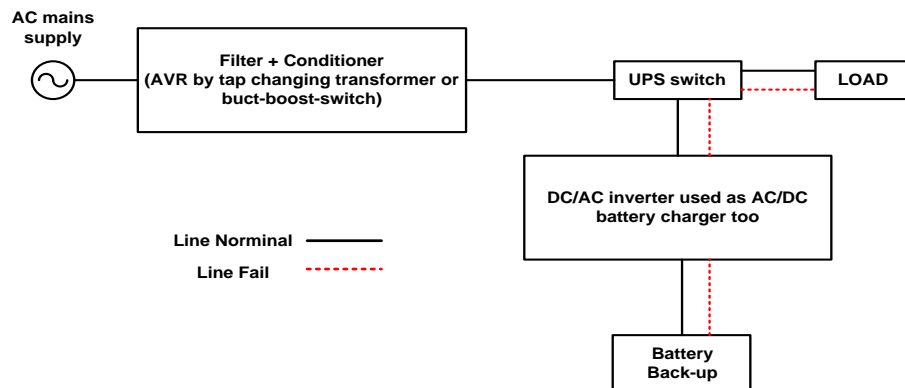 AC mains
supply
Filter + Conditioner
(AVR by tap changing transformer or
buct-boost-switch)
UPS switch
LOAD
DC/AC inverter used as AC/DC
battery charger too
Line Norminal
Line Fail
Battery
Back-up